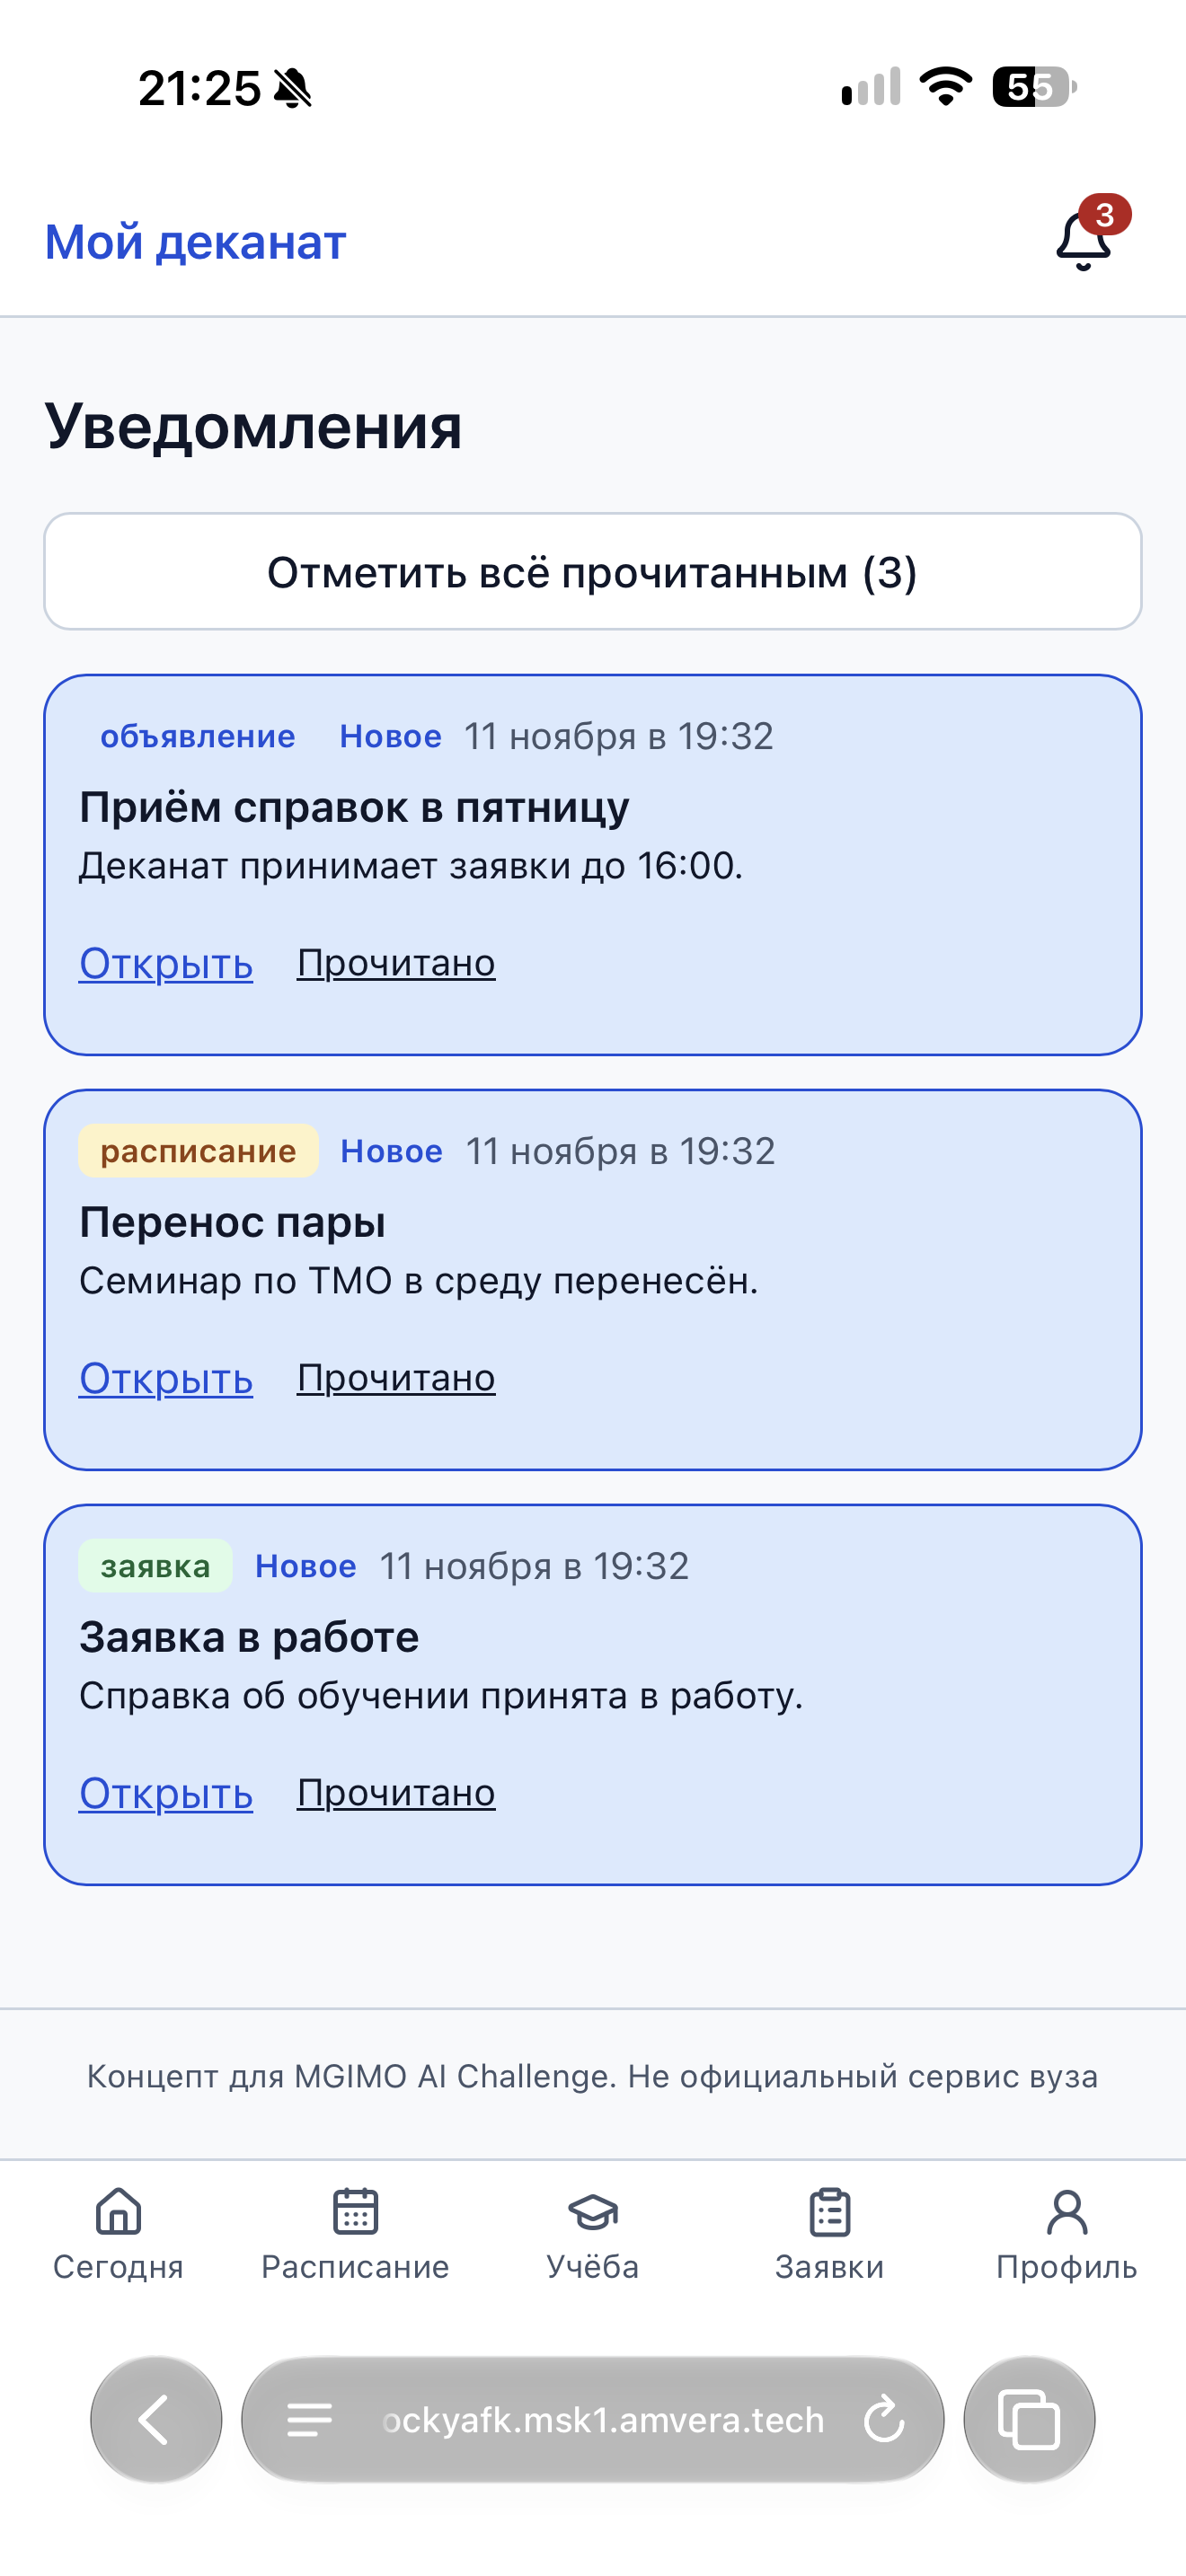 21:25
55
Мой деканат
3
Уведомления
Отметить всё прочитанным (3)
объявление Новое 11 ноября в 19:32
Приём справок в пятницу
Деканат принимает заявки до 16:00.
Открыть Прочитано
расписание Новое 11 ноября в 19:32
Перенос пары
Семинар по ТМО в среду перенесён.
Открыть Прочитано
заявка Новое 11 ноября в 19:32
Заявка в работе
Справка об обучении принята в работу.
Открыть Прочитано
Концепт для MGIMO AI Challenge. Не официальный сервис вуза
Сегодня Расписание Учёба Заявки Профиль
ockyafk.msk1.amvera.tech